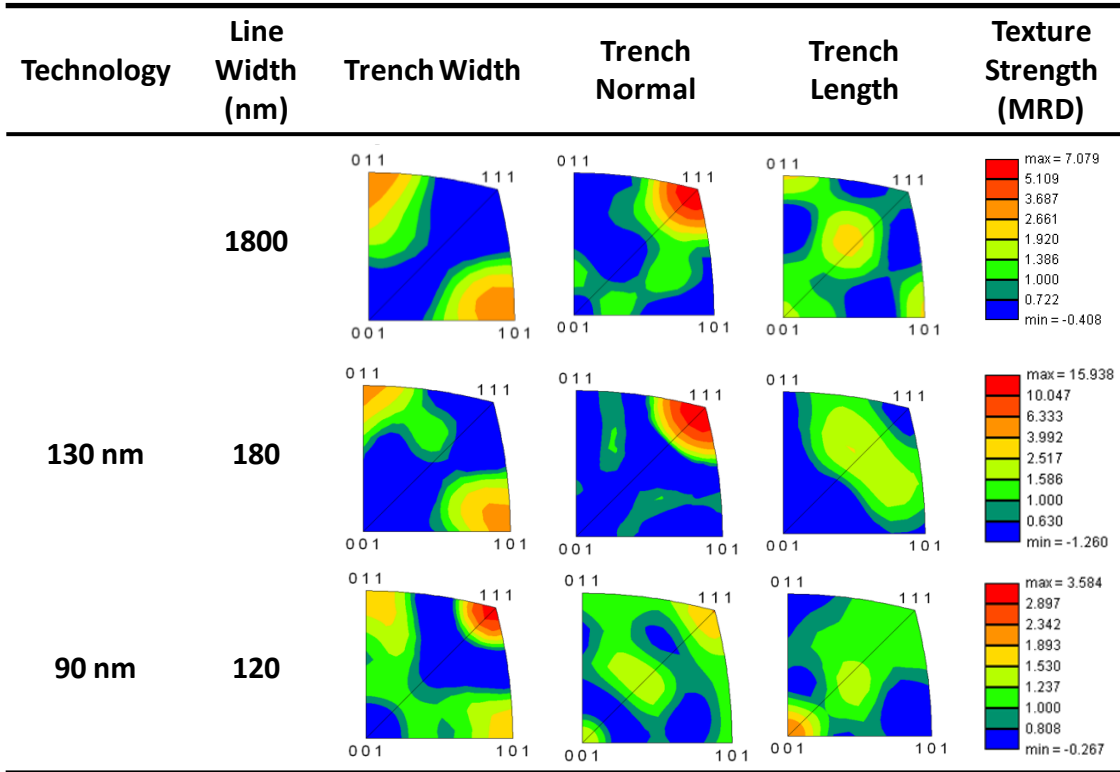 Technology
Line Width (nm)
Trench Width
Trench Normal
Trench Length
Texture Strength (MRD)
1800
0 1 1
1 1 1
0 0 1
1 0 1
0 1 1
1 1 1
0 0 1
1 0 1
0 1 1
1 1 1
0 0 1
1 0 1
max = 7.079
5.109
3.687
2.661
1.920
1.386
1.000
0.722
min = -0.408
130 nm
180
0 1 1
1 1 1
0 0 1
1 0 1
0 1 1
1 1 1
0 0 1
1 0 1
0 1 1
1 1 1
0 0 1
1 0 1
max = 15.938
10.047
6.333
3.992
2.517
1.586
1.000
0.630
min = -1.260
90 nm
120
0 1 1
1 1 1
0 0 1
1 0 1
0 1 1
1 1 1
0 0 1
1 0 1
0 1 1
1 1 1
0 0 1
1 0 1
max = 3.584
2.897
2.342
1.893
1.530
1.237
1.000
0.808
min = -0.267